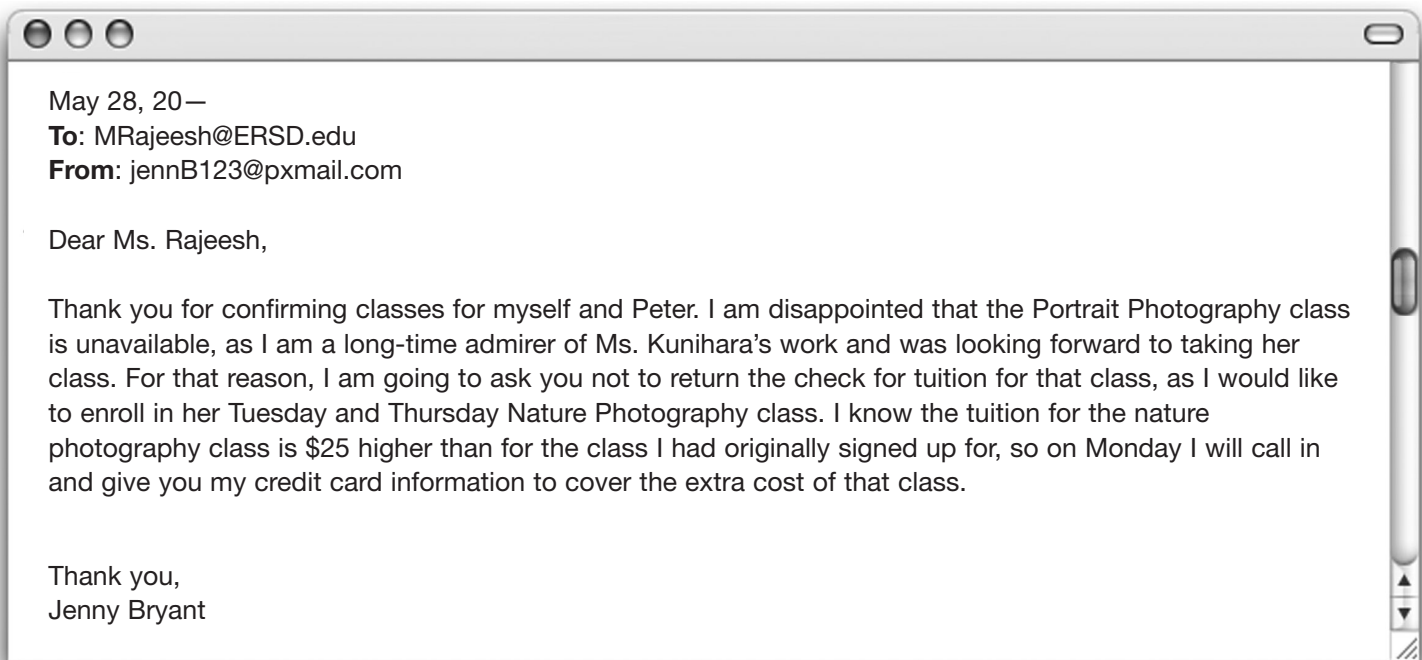 May 28, 20—
To: MRajeesh@ERSD.edu
From: jennB123@pxmail.com
Dear Ms. Rajeesh,
Thank you for confirming classes for myself and Peter. I am disappointed that the Portrait Photography class
is unavailable, as I am a long-time admirer of Ms. Kunihara’s work and was looking forward to taking her
class. For that reason, I am going to ask you not to return the check for tuition for that class, as I would like
to enroll in her Tuesday and Thursday Nature Photography class. I know the tuition for the nature
photography class is $25 higher than for the class I had originally signed up for, so on Monday I will call in
and give you my credit card information to cover the extra cost of that class.
Thank you,
Jenny Bryant